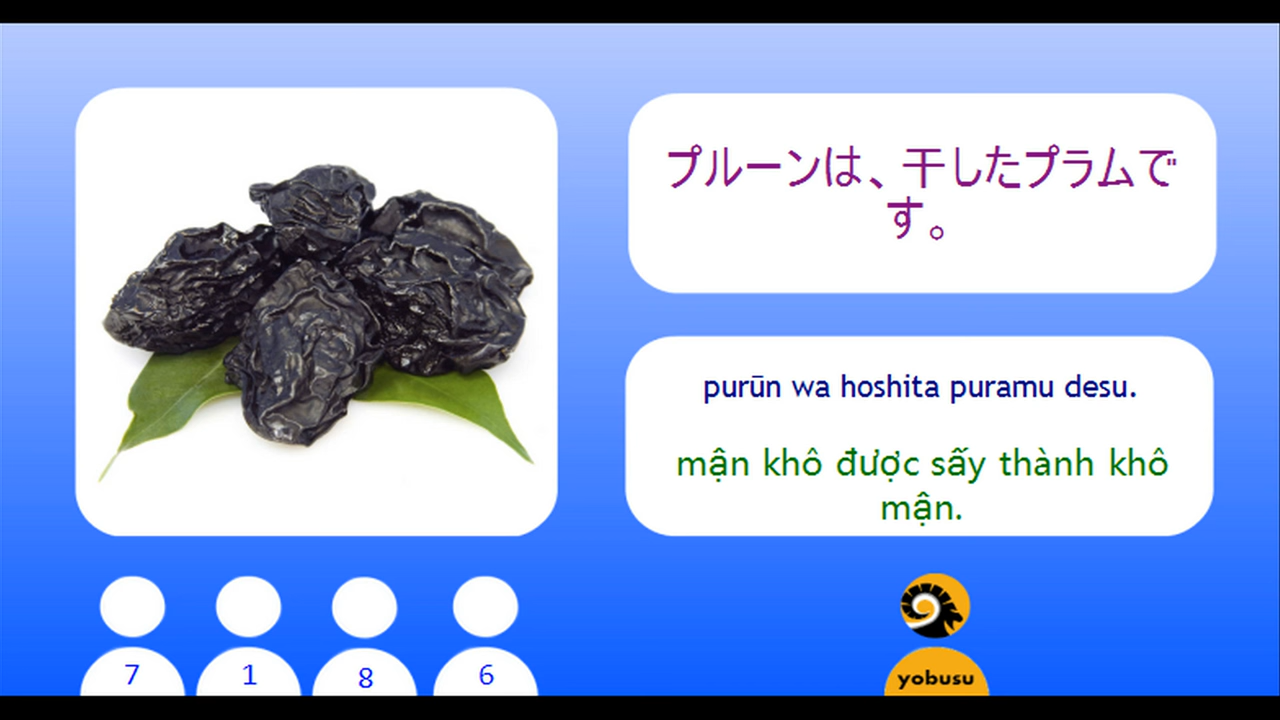 プルーンは、干したプラムで
す。
purūn wa hoshita puramu desu.
mận khô được sấy thành khô
mận.
7 1 8 6
yobusu